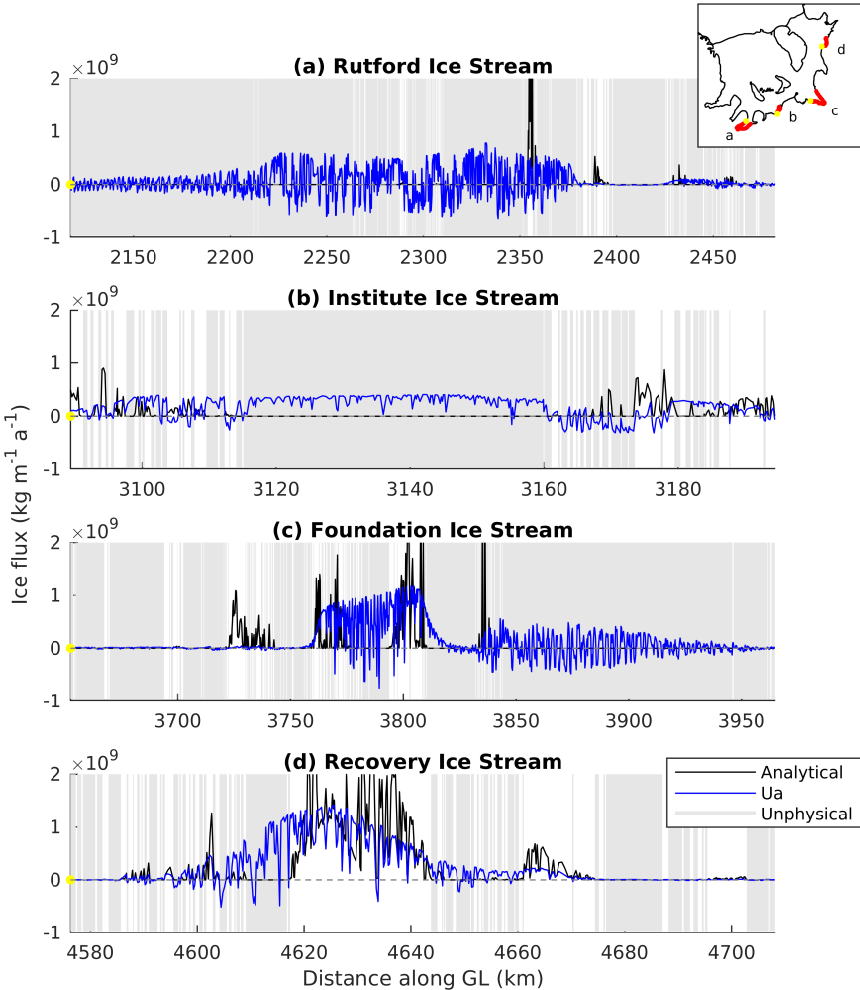 d
c
b
a
×10⁹
(a) Rutford Ice Stream
2
1
0
-1
2150 2200 2250 2300 2350 2400 2450
×10⁹
(b) Institute Ice Stream
2
1
0
-1
3100 3120 3140 3160 3180
Ice flux (kg m⁻¹ a⁻¹)
×10⁹
(c) Foundation Ice Stream
2
1
0
-1
3700 3750 3800 3850 3900 3950
×10⁹
(d) Recovery Ice Stream
Analytical
Ua
Unphysical
2
1
0
-1
4580 4600 4620 4640 4660 4680 4700
Distance along GL (km)